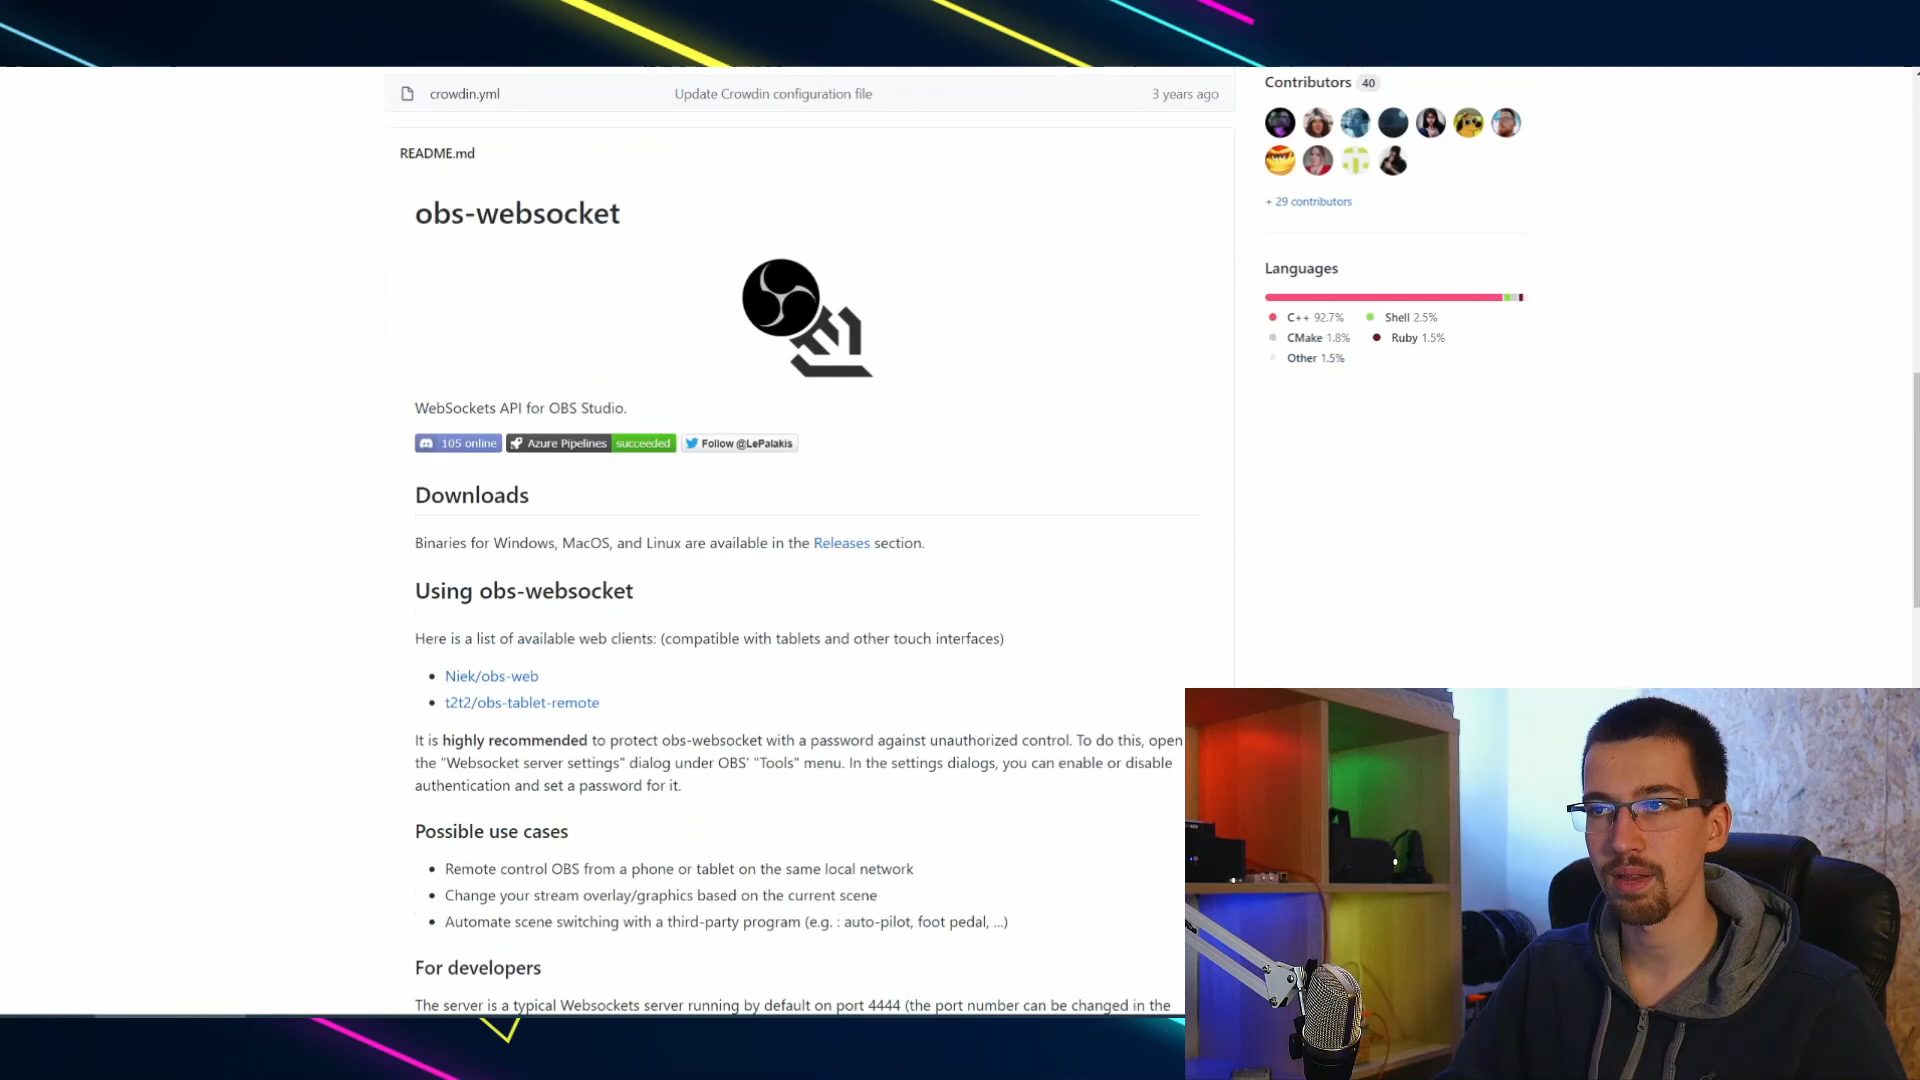 crowdin.yml Update Crowdin configuration file 3 years ago
README.md
obs-websocket
WebSockets API for OBS Studio.
105 online Azure Pipelines succeeded Follow @LePalakis
Downloads
Binaries for Windows, MacOS, and Linux are available in the Releases section.
Using obs-websocket
Here is a list of available web clients: (compatible with tablets and other touch interfaces)
• Niek/obs-web
• t2t2/obs-tablet-remote
It is highly recommended to protect obs-websocket with a password against unauthorized control. To do this, open
the "Websocket server settings" dialog under OBS' "Tools" menu. In the settings dialogs, you can enable or disable
authentication and set a password for it.
Possible use cases
• Remote control OBS from a phone or tablet on the same local network
• Change your stream overlay/graphics based on the current scene
• Automate scene switching with a third-party program (e.g. : auto-pilot, foot pedal, ...)
For developers
The server is a typical Websockets server running by default on port 4444 (the port number can be changed in the
Contributors 40
+ 29 contributors
Languages
C++ 92.7% Shell 2.5%
CMake 1.8% Ruby 1.5%
Other 1.5%